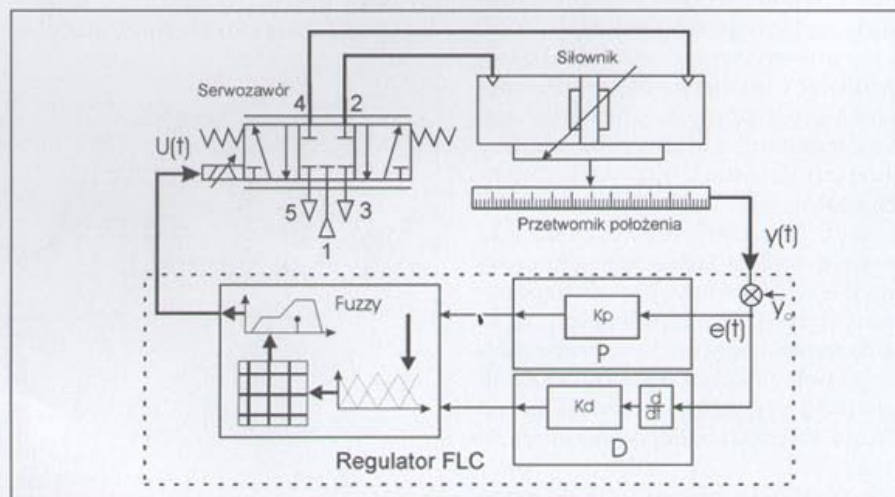 Siłownik
Serwozawór
4 2
U(t)
5 3
1
Przetwornik położenia
y(t)
Fuzzy
Kp
P
e(t)
y₀
Kd
d
dt
D
Regulator FLC